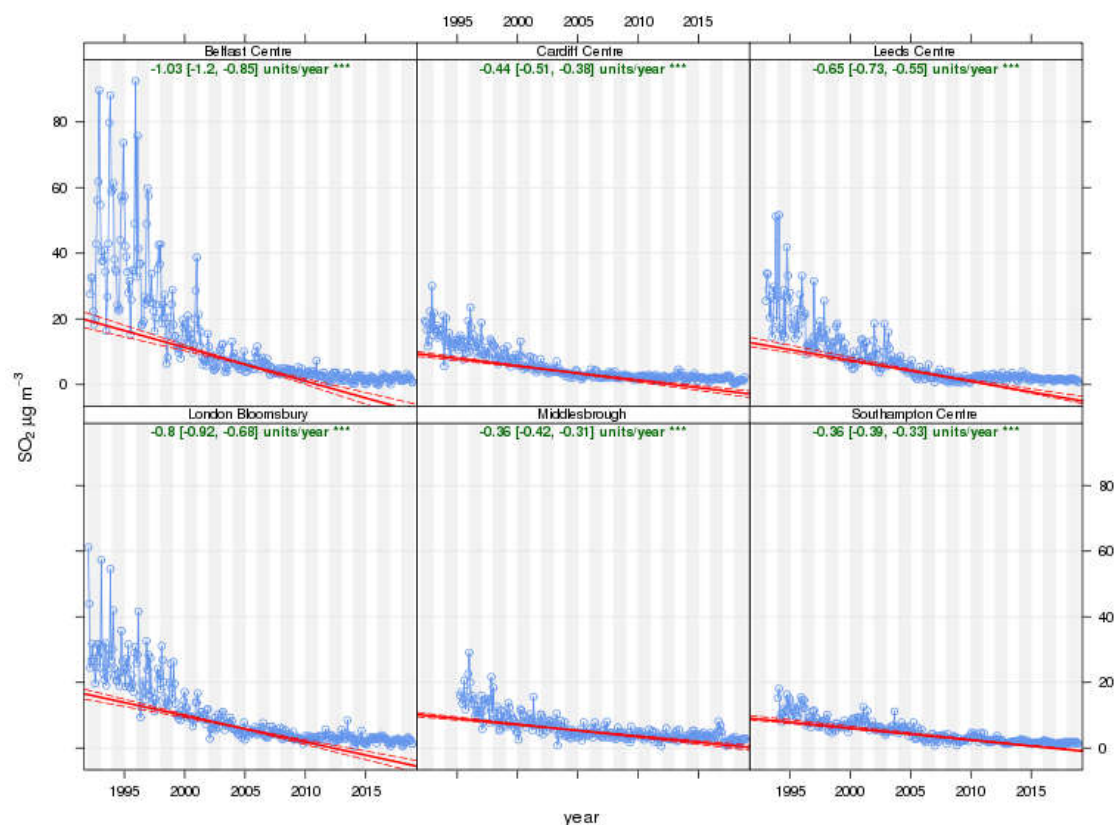 1995 2000 2005 2010 2015
Belfast Centre Cardiff Centre Leeds Centre
-1.03 [-1.2, -0.85] units/year *** -0.44 [-0.51, -0.38] units/year *** -0.65 [-0.73, -0.55] units/year ***
80
60
40
20
0
SO₂ µg m⁻³
London Bloomsbury Middlesbrough Southampton Centre
-0.8 [-0.92, -0.68] units/year *** -0.36 [-0.42, -0.31] units/year *** -0.36 [-0.39, -0.33] units/year ***
80
60
40
20
0
1995 2000 2005 2010 2015 1995 2000 2005 2010 2015
year